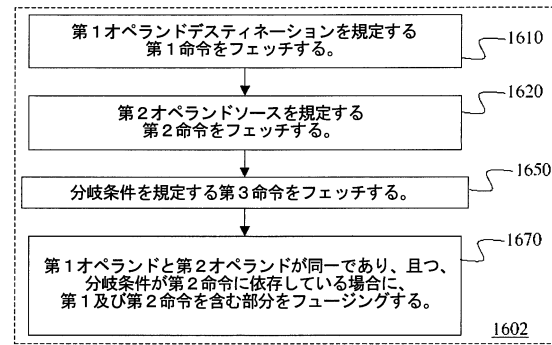 第１オペランドデスティネーションを規定する
第１命令をフェッチする。
1610
第２オペランドソースを規定する
第２命令をフェッチする。
1620
分岐条件を規定する第３命令をフェッチする。
1650
第１オペランドと第２オペランドが同一であり、且つ、
分岐条件が第２命令に依存している場合に、
第１及び第２命令を含む部分をフュージングする。
1670
1602